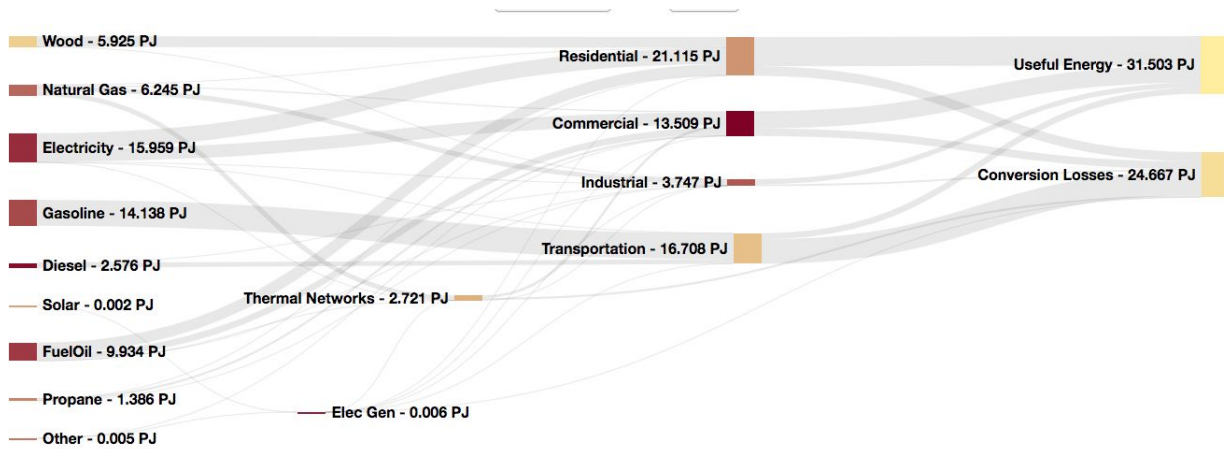 Wood - 5.925 PJ
Natural Gas - 6.245 PJ
Electricity - 15.959 PJ
Gasoline - 14.138 PJ
Diesel - 2.576 PJ
Solar - 0.002 PJ
FuelOil - 9.934 PJ
Propane - 1.386 PJ
Other - 0.005 PJ
Elec Gen - 0.006 PJ
Thermal Networks - 2.721 PJ
Residential - 21.115 PJ
Commercial - 13.509 PJ
Industrial - 3.747 PJ
Transportation - 16.708 PJ
Useful Energy - 31.503 PJ
Conversion Losses - 24.667 PJ